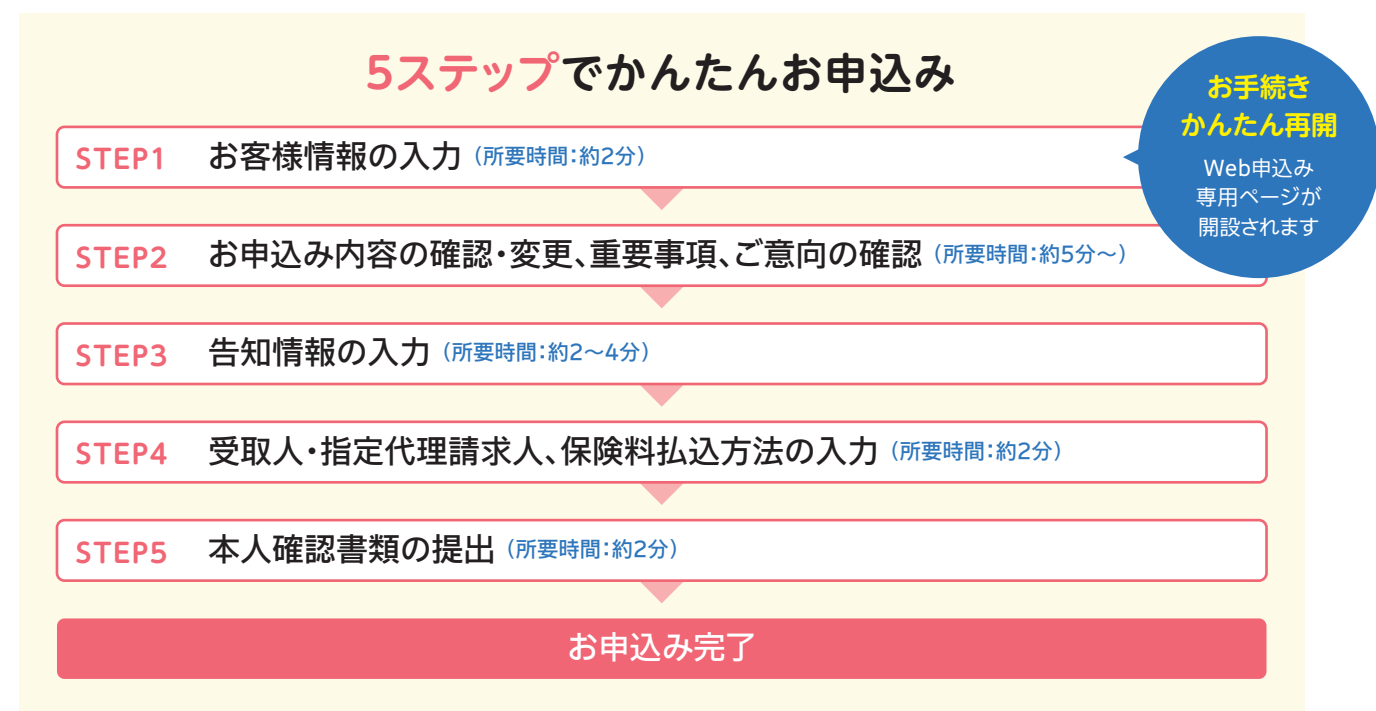 5ステップでかんたんお申込み
お手続き
かんたん再開
Web申込み
専用ページが
開設されます
STEP1 お客様情報の入力（所要時間：約2分）
STEP2 お申込み内容の確認・変更、重要事項、ご意向の確認（所要時間：約5分～）
STEP3 告知情報の入力（所要時間：約2～4分）
STEP4 受取人・指定代理請求人、保険料払込方法の入力（所要時間：約2分）
STEP5 本人確認書類の提出（所要時間：約2分）
お申込み完了